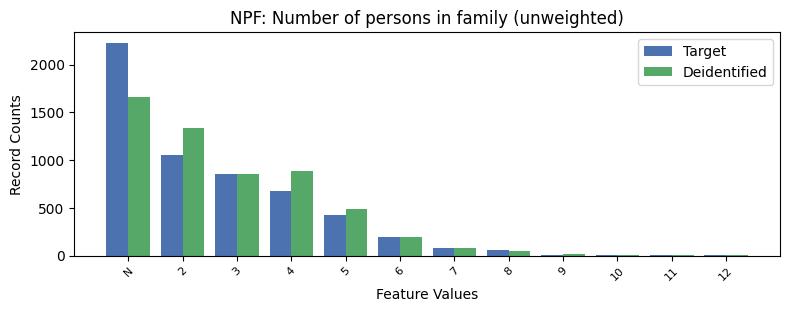 NPF: Number of persons in family (unweighted)
Target
Deidentified
Record Counts
2000
1500
1000
500
0
N 2 3 4 5 6 7 8 9 10 11 12
Feature Values